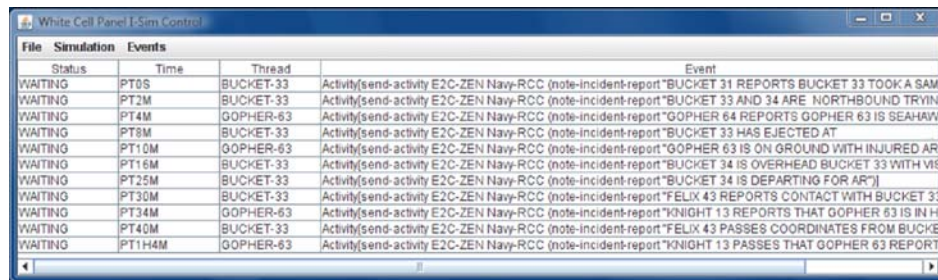 White Cell Panel I-Sim Control
File Simulation Events
Status Time Thread Event
WAITING PT0S BUCKET-33 Activity[send-activity E2C-ZEN Navy-RCC (note-incident-report "BUCKET 31 REPORTS BUCKET 33 TOOK A SAM
WAITING PT2M BUCKET-33 Activity[send-activity E2C-ZEN Navy-RCC (note-incident-report "BUCKET 33 AND 34 ARE NORTHBOUND TRYIN
WAITING PT4M GOPHER-63 Activity[send-activity E2C-ZEN Navy-RCC (note-incident-report "GOPHER 64 REPORTS GOPHER 63 IS SEAHAW
WAITING PT8M BUCKET-33 Activity[send-activity E2C-ZEN Navy-RCC (note-incident-report "BUCKET 33 HAS EJECTED AT
WAITING PT10M GOPHER-63 Activity[send-activity E2C-ZEN Navy-RCC (note-incident-report "GOPHER 63 IS ON GROUND WITH INJURED AR
WAITING PT16M BUCKET-33 Activity[send-activity E2C-ZEN Navy-RCC (note-incident-report "BUCKET 34 IS OVERHEAD BUCKET 33 WITH VIS
WAITING PT25M BUCKET-33 Activity[send-activity E2C-ZEN Navy-RCC (note-incident-report "BUCKET 34 IS DEPARTING FOR AR")]
WAITING PT30M BUCKET-33 Activity[send-activity E2C-ZEN Navy-RCC (note-incident-report "FELIX 43 REPORTS CONTACT WITH BUCKET 33
WAITING PT34M GOPHER-63 Activity[send-activity E2C-ZEN Navy-RCC (note-incident-report "KNIGHT 13 REPORTS THAT GOPHER 63 IS IN H
WAITING PT40M BUCKET-33 Activity[send-activity E2C-ZEN Navy-RCC (note-incident-report "FELIX 43 PASSES COORDINATES FROM BUCKE
WAITING PT1H4M GOPHER-63 Activity[send-activity E2C-ZEN Navy-RCC (note-incident-report "KNIGHT 13 PASSES THAT GOPHER 63 REPORT